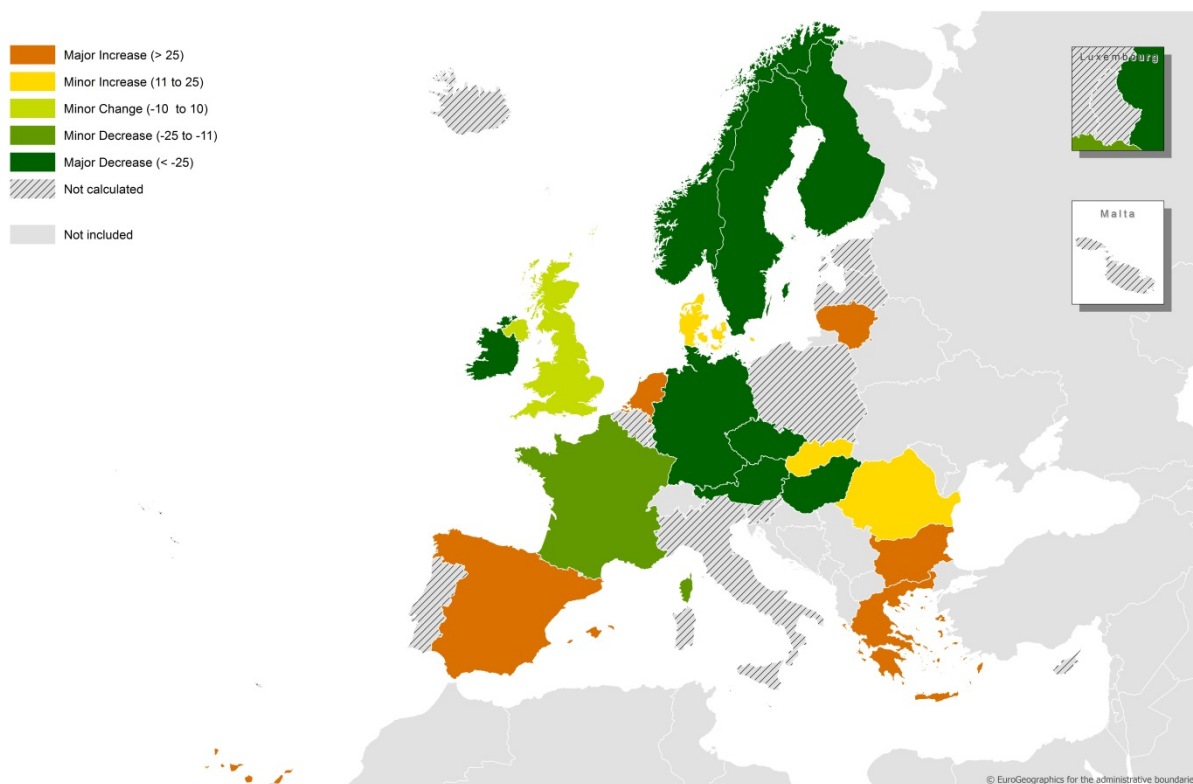 Major Increase (> 25)
Minor Increase (11 to 25)
Minor Change (-10  to 10)
Minor Decrease (-25 to -11)
Major Decrease (< -25)
Not calculated
Not included
Luxembourg
Malta
© EuroGeographics for the administrative boundarie